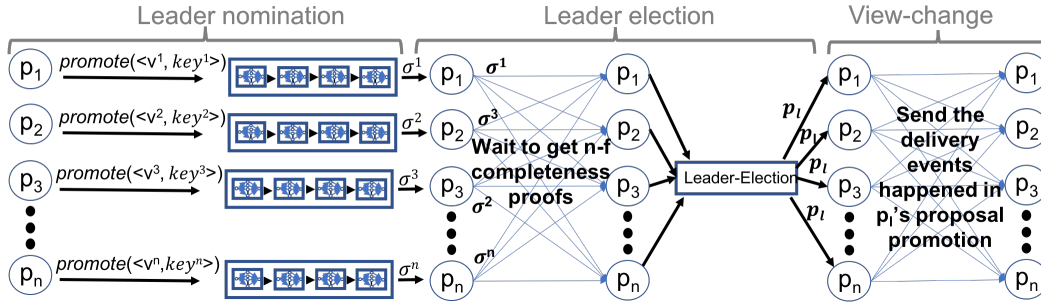 Leader nomination
Leader election
View-change
p1 promote(<v¹, key¹>) σ¹ p1 σ¹ p1 p1 p1
p2 promote(<v², key²>) σ² p2 σ³ p2 p2 p2
p3 promote(<v³, key³>) σ³ p3 σ² p3 p3 p3
pn promote(<vⁿ, keyⁿ>) σⁿ pn σⁿ pn pn pn
Wait to get n-f
completeness
proofs
Leader-Election
pl
pl
pl
pl
Send the
delivery
events
happened in
pl's proposal
promotion